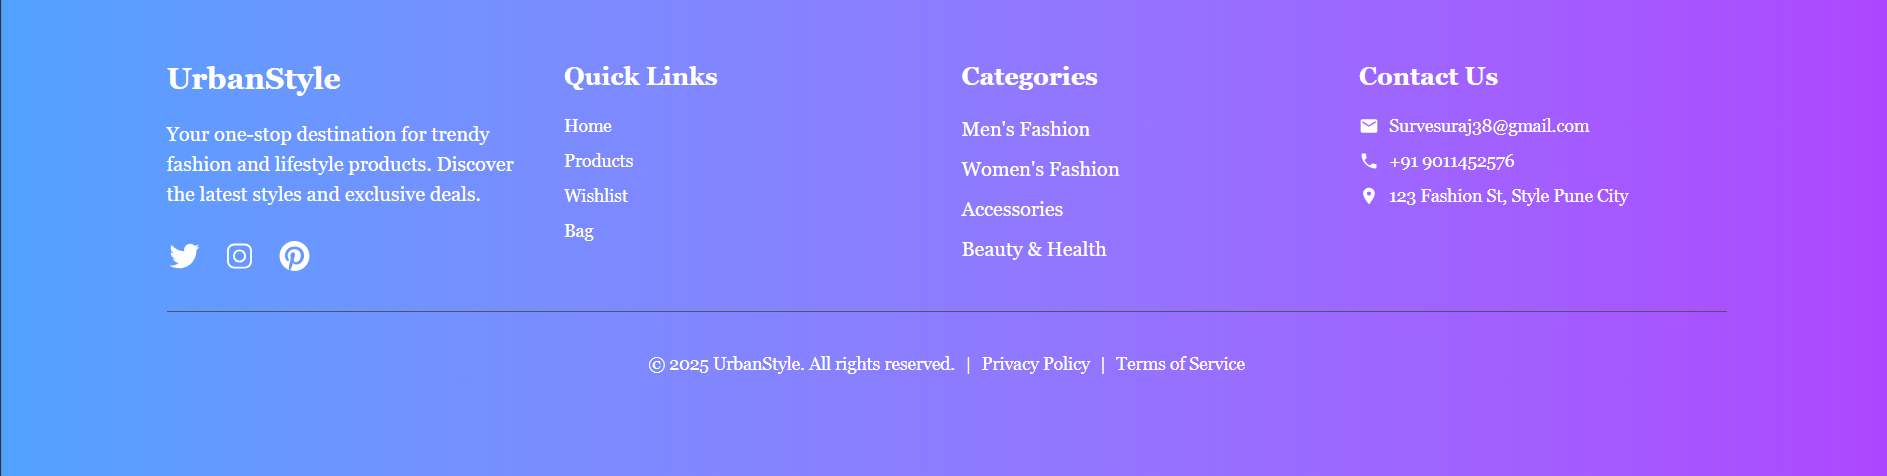 UrbanStyle
Your one-stop destination for trendy
fashion and lifestyle products. Discover
the latest styles and exclusive deals.
Quick Links
Home
Products
Wishlist
Bag
Categories
Men's Fashion
Women's Fashion
Accessories
Beauty & Health
Contact Us
Survesuraj38@gmail.com
+91 9011452576
123 Fashion St, Style Pune City
© 2025 UrbanStyle. All rights reserved. | Privacy Policy | Terms of Service